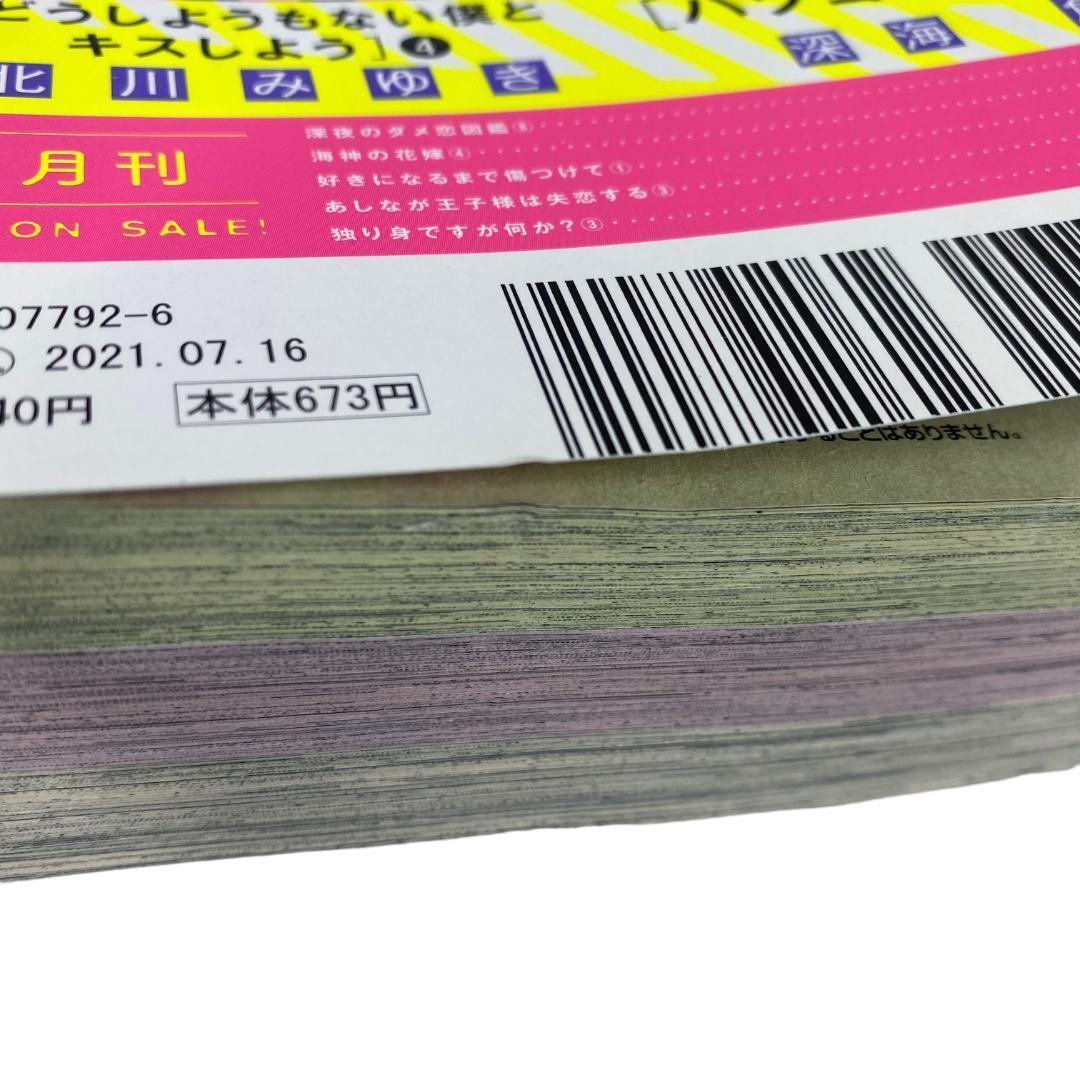 どうしようもない僕と
キスしよう］❹
北川みゆき
［ハツコ
深海
月刊
ON SALE!
深夜のダメ恋図鑑⑧
海神の花嫁④
好きになるまで傷つけて①
あしなが王子様は失恋する③
独り身ですが何か?③
07792-6
2021.07.16
40円
本体673円
ることはありません。